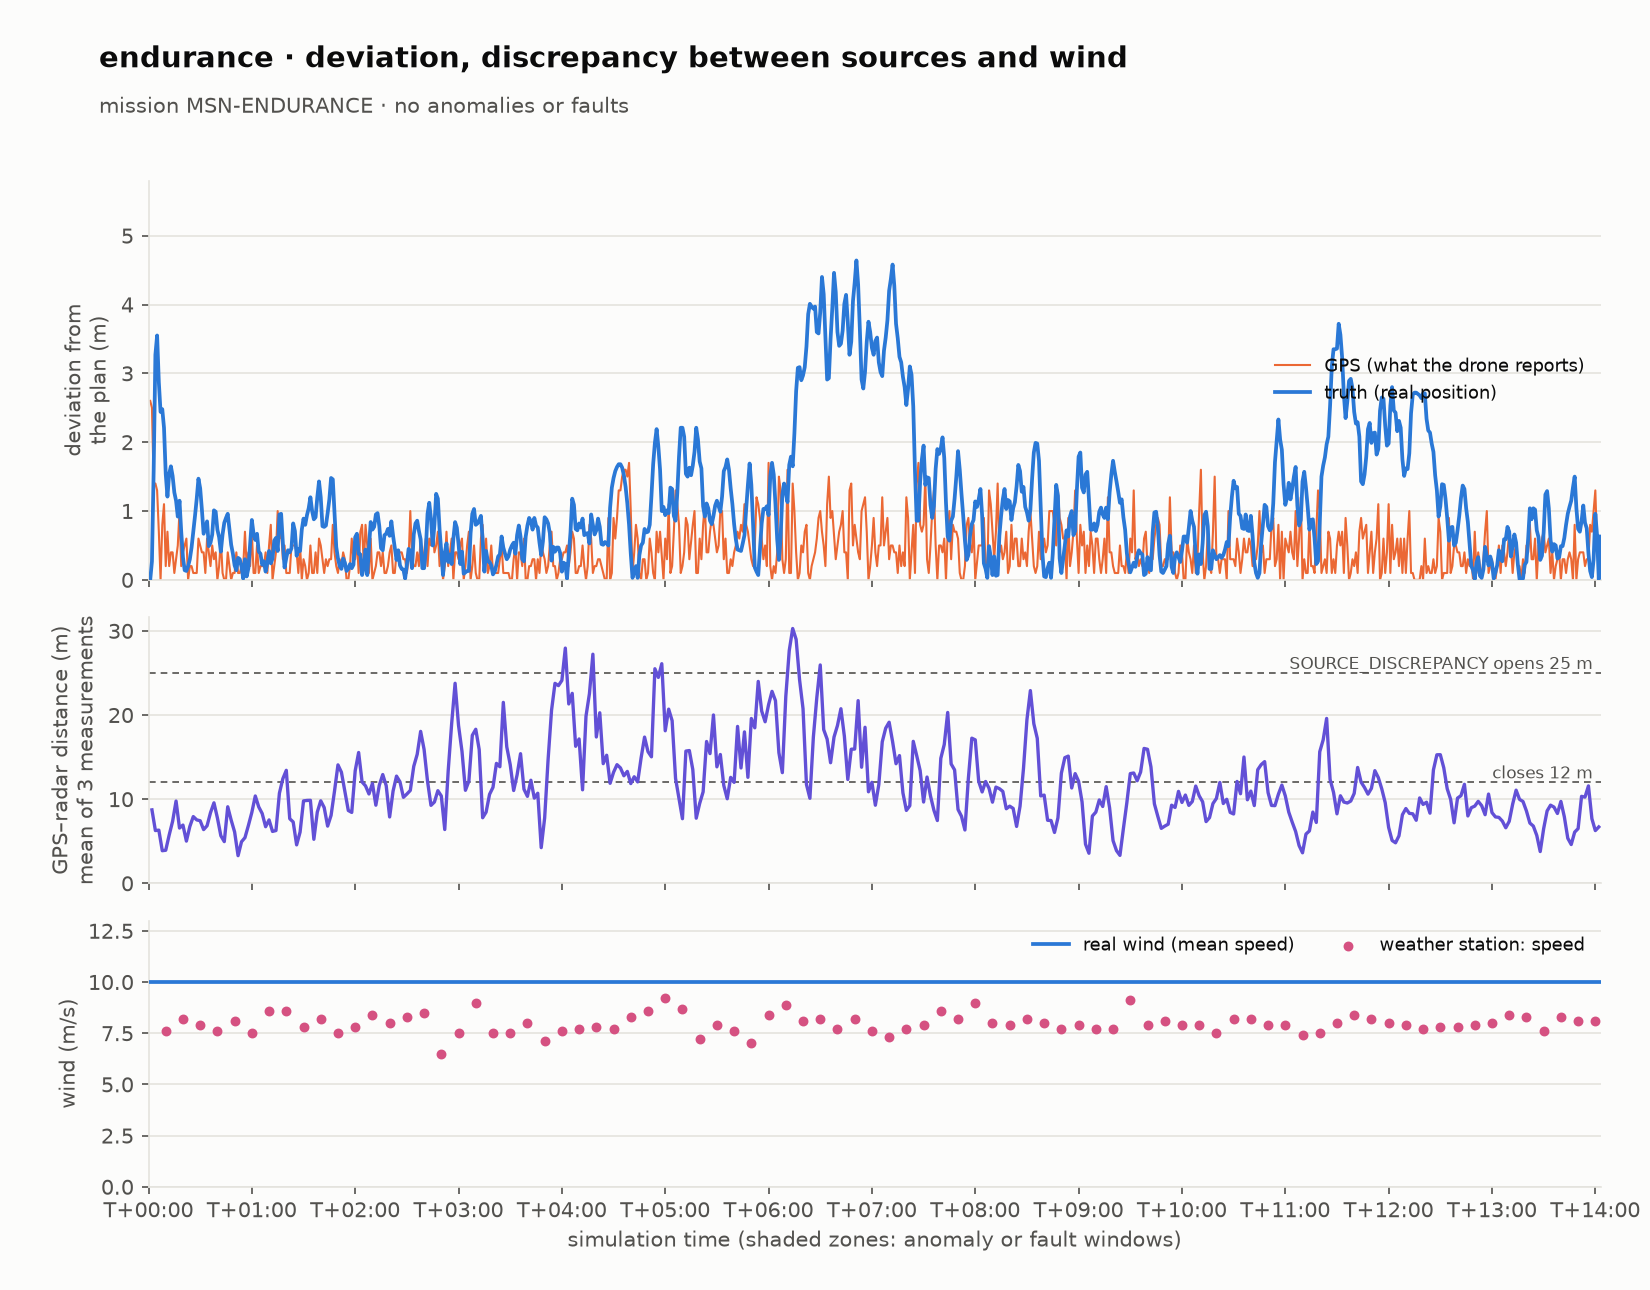 endurance · deviation, discrepancy between sources and wind
mission MSN-ENDURANCE · no anomalies or faults
deviation from
the plan (m)
5
4
3
2
1
0
GPS (what the drone reports)
truth (real position)
GPS–radar distance (m)
mean of 3 measurements
30
20
10
0
SOURCE_DISCREPANCY opens 25 m
closes 12 m
wind (m/s)
12.5
10.0
7.5
5.0
2.5
0.0
real wind (mean speed)
weather station: speed
T+00:00 T+01:00 T+02:00 T+03:00 T+04:00 T+05:00 T+06:00 T+07:00 T+08:00 T+09:00 T+10:00 T+11:00 T+12:00 T+13:00 T+14:00
simulation time (shaded zones: anomaly or fault windows)